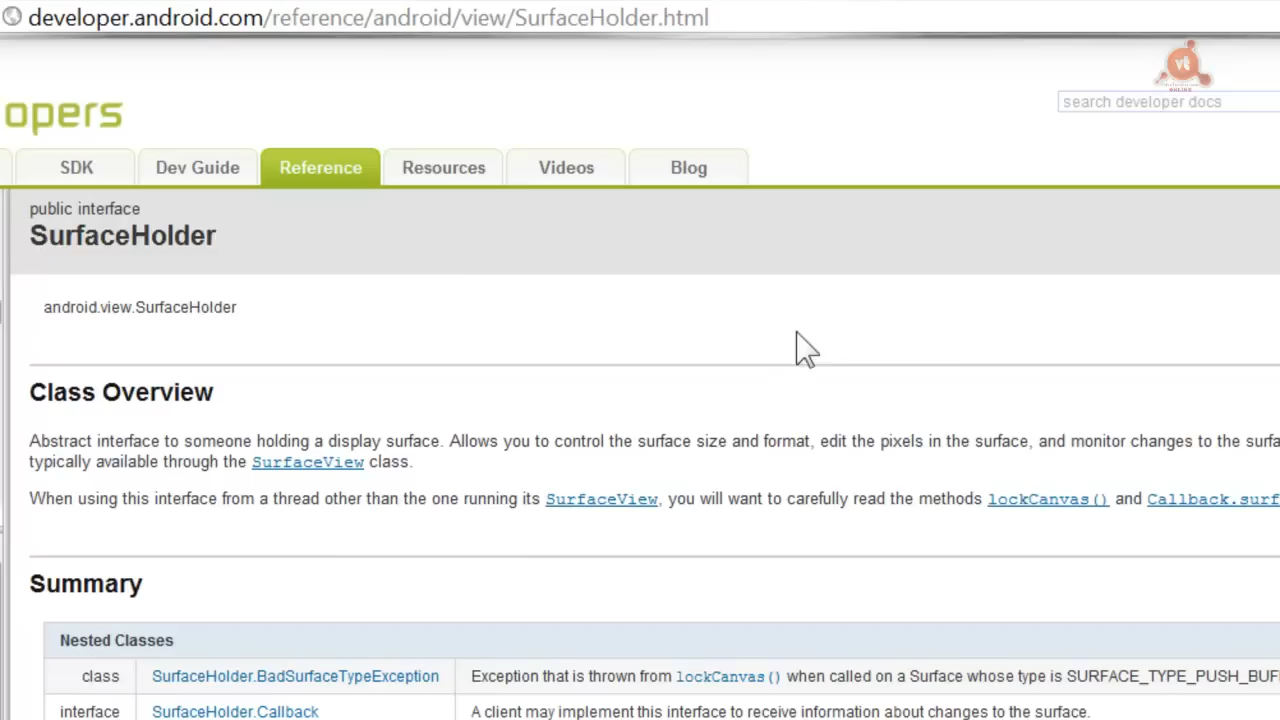 developer.android.com/reference/android/view/SurfaceHolder.html
vt
opers
search developer docs
SDK Dev Guide Reference Resources Videos Blog
public interface
SurfaceHolder
android.view.SurfaceHolder
Class Overview
Abstract interface to someone holding a display surface. Allows you to control the surface size and format, edit the pixels in the surface, and monitor changes to the surfa
typically available through the SurfaceView class.
When using this interface from a thread other than the one running its SurfaceView, you will want to carefully read the methods lockCanvas() and Callback.surf
Summary
Nested Classes
class SurfaceHolder.BadSurfaceTypeException Exception that is thrown from lockCanvas() when called on a Surface whose type is SURFACE_TYPE_PUSH_BUF
interface SurfaceHolder.Callback A client may implement this interface to receive information about changes to the surface.